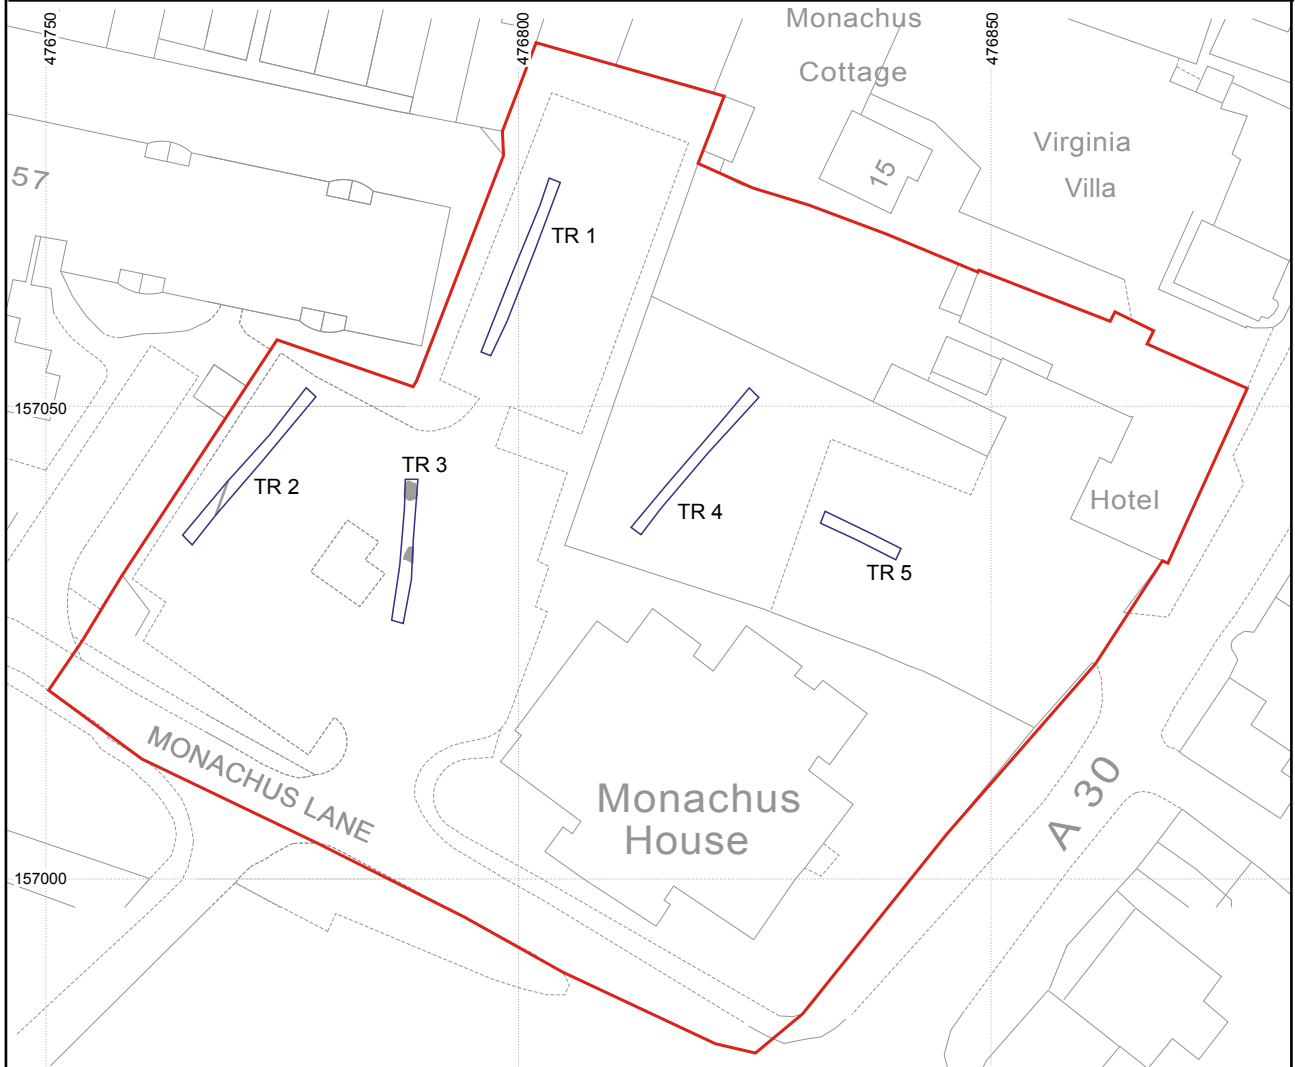 476750
476800
476850
Monachus
Cottage
Virginia
Villa
15
57
TR 1
157050
TR 3
TR 2
TR 4
Hotel
TR 5
MONACHUS LANE
Monachus
House
A 30
157000